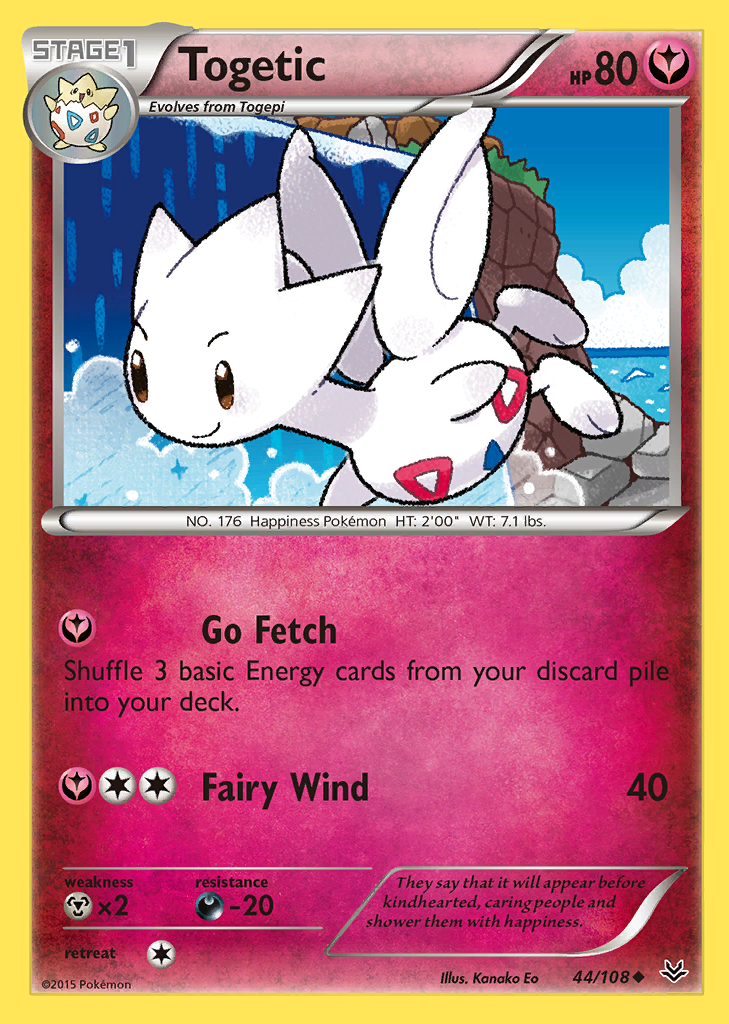 STAGE1
Togetic
HP80
Evolves from Togepi
NO. 176 Happiness Pokémon HT: 2'00" WT: 7.1 lbs.
Go Fetch
Shuffle 3 basic Energy cards from your discard pile
into your deck.
Fairy Wind 40
weakness resistance
×2 -20
They say that it will appear before
kindhearted, caring people and
shower them with happiness.
retreat
©2015 Pokémon
Illus. Kanako Eo 44/108